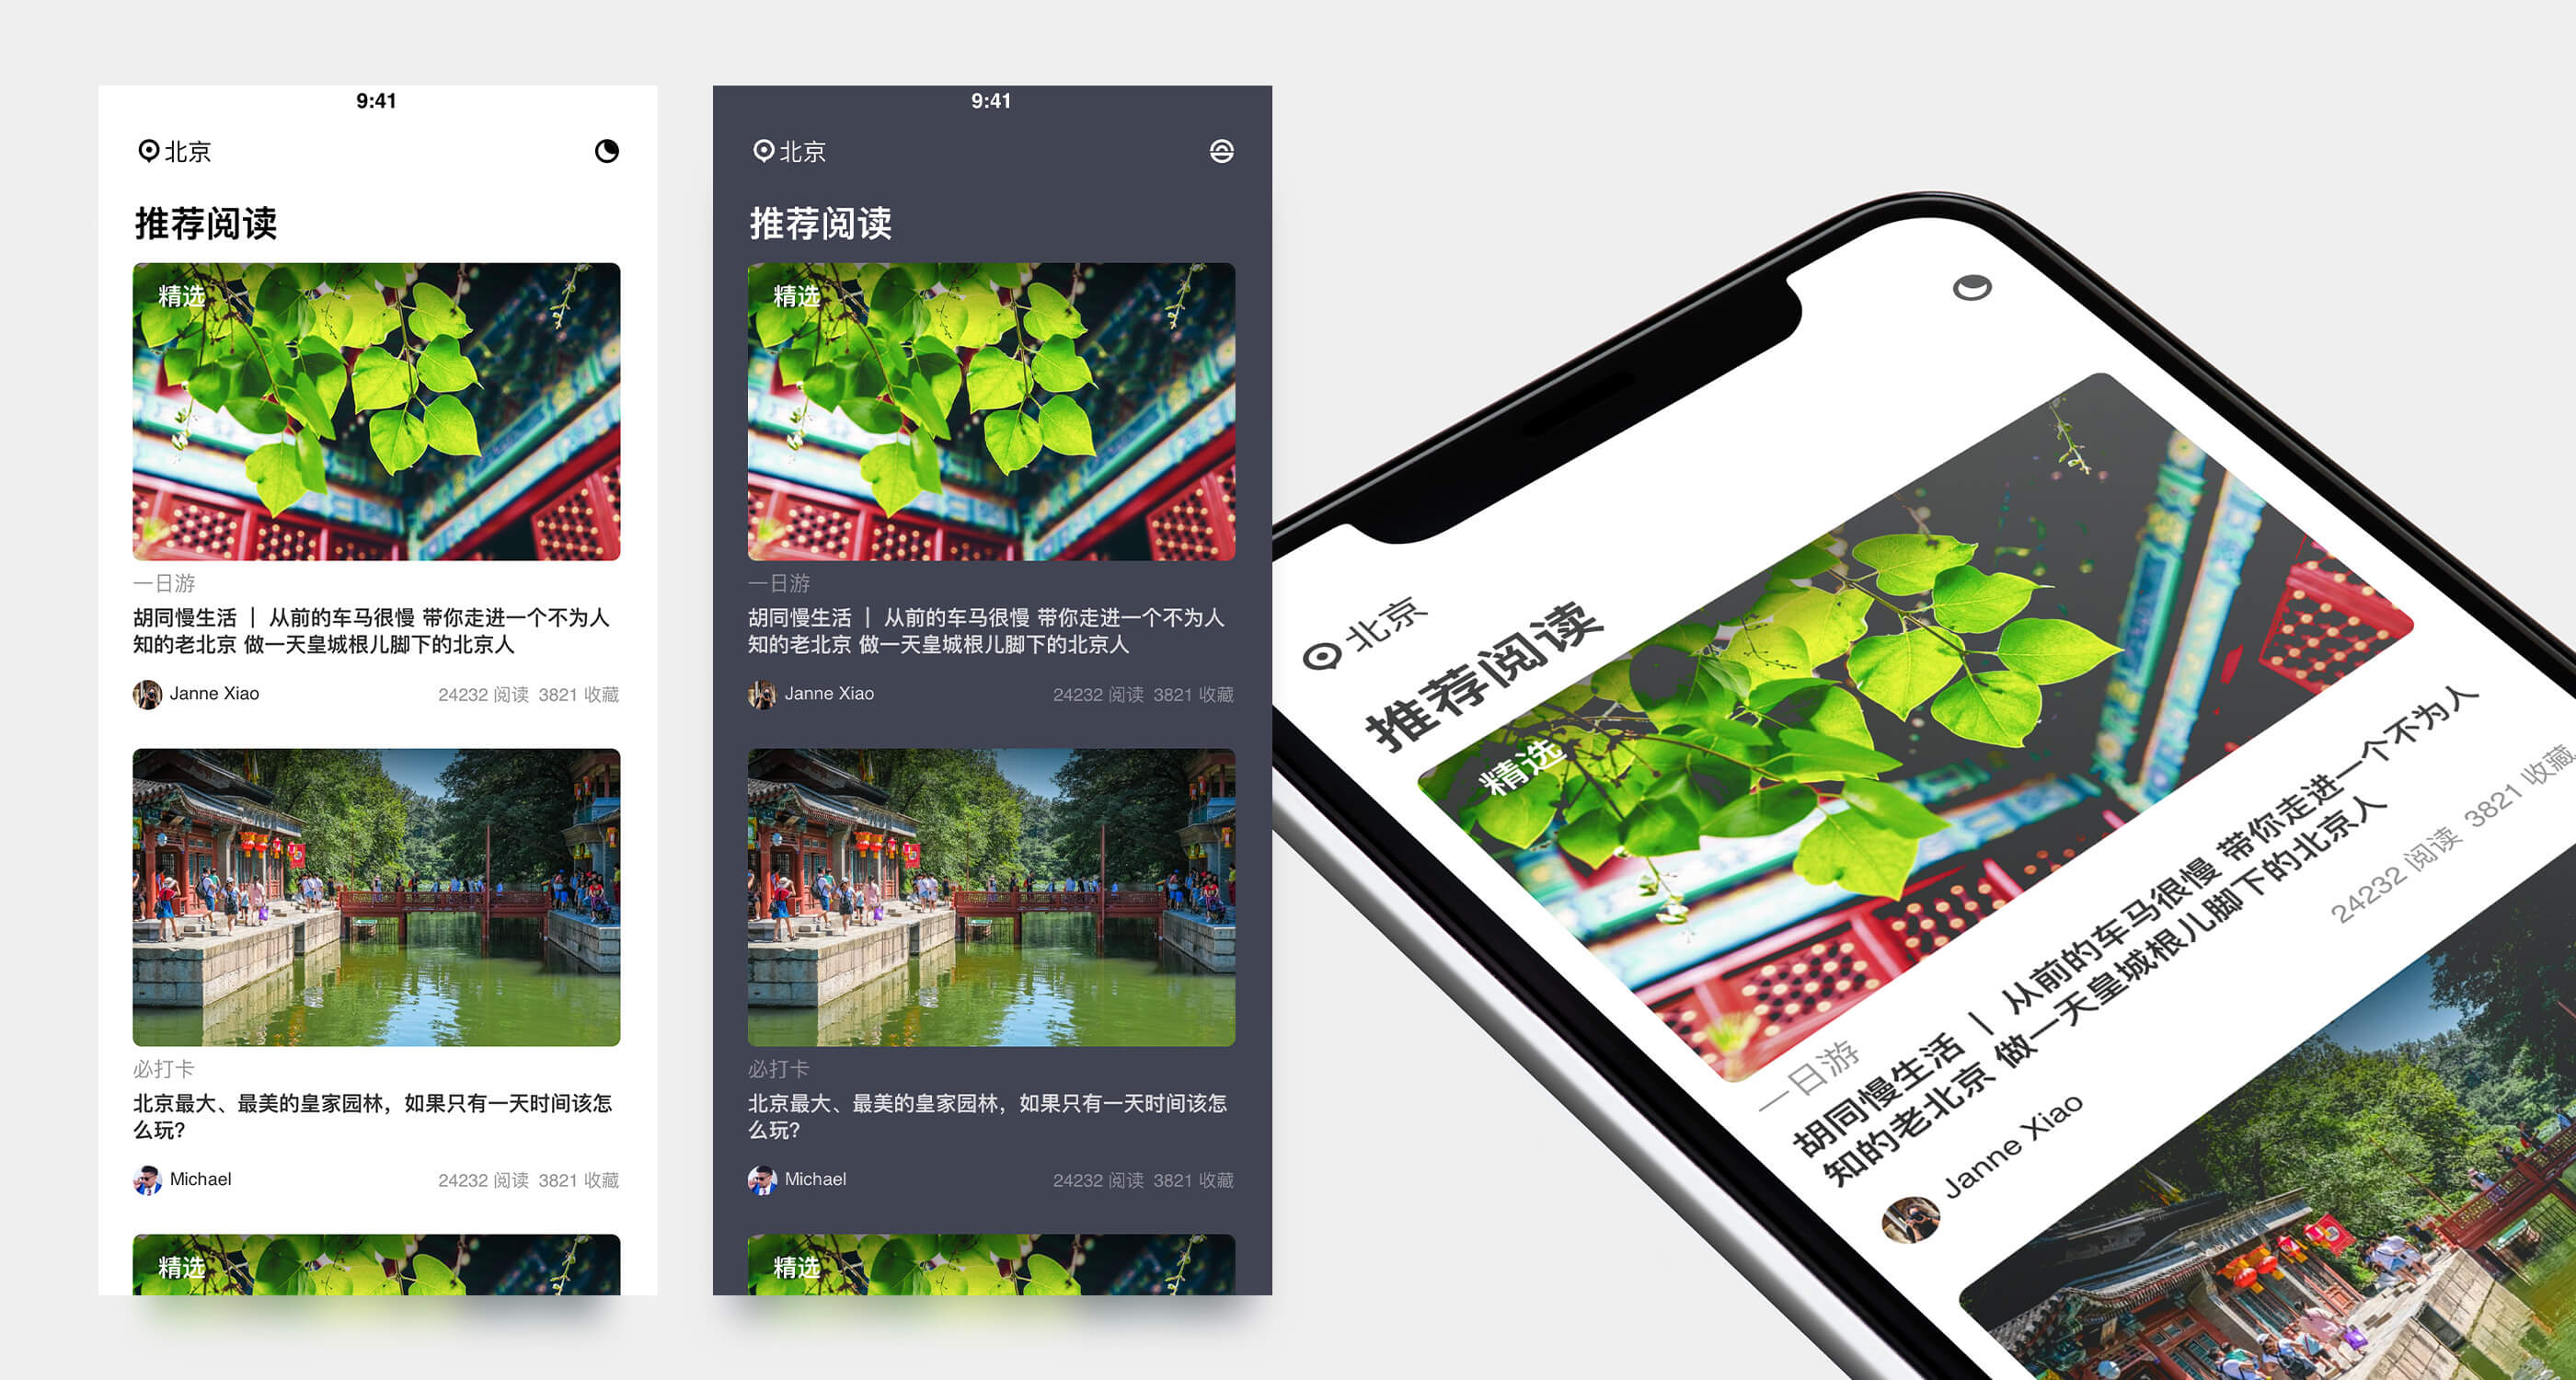 9:41
北京
推荐阅读
精选
一日游
胡同慢生活 | 从前的车马很慢 带你走进一个不为人
知的老北京 做一天皇城根儿脚下的北京人
Janne Xiao
24232 阅读 3821 收藏
必打卡
北京最大、最美的皇家园林，如果只有一天时间该怎
么玩?
Michael
24232 阅读 3821 收藏
精选
9:41
北京
推荐阅读
精选
一日游
胡同慢生活 | 从前的车马很慢 带你走进一个不为人
知的老北京 做一天皇城根儿脚下的北京人
Janne Xiao
24232 阅读 3821 收藏
必打卡
北京最大、最美的皇家园林，如果只有一天时间该怎
么玩?
Michael
24232 阅读 3821 收藏
精选
北京
推荐阅读
精选
一日游
胡同慢生活 | 从前的车马很慢 带你走进一个不为人
知的老北京 做一天皇城根儿脚下的北京人
Janne Xiao
24232 阅读 3821 收藏